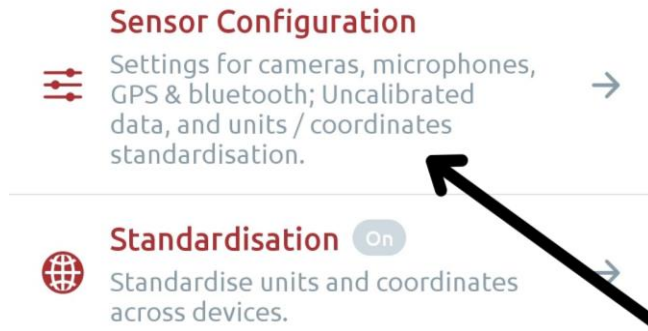 Sensor Configuration
Settings for cameras, microphones,
GPS & bluetooth; Uncalibrated
data, and units / coordinates
standardisation.
Standardisation On
Standardise units and coordinates
across devices.